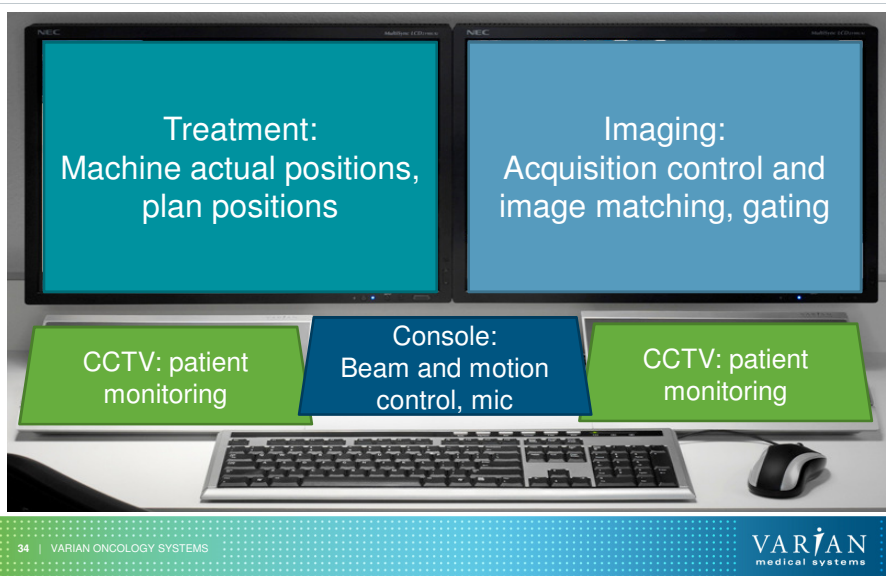 NEC
NEC
Treatment:
Machine actual positions,
plan positions
Imaging:
Acquisition control and
image matching, gating
CCTV: patient
monitoring
Console:
Beam and motion
control, mic
CCTV: patient
monitoring
34 | VARIAN ONCOLOGY SYSTEMS
VARIAN
medical systems